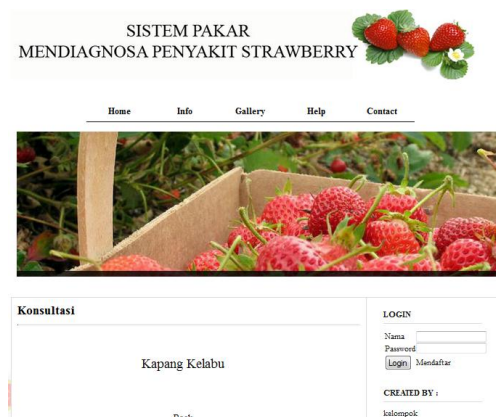 SISTEM PAKAR
MENDIAGNOSA PENYAKIT STRAWBERRY
Home Info Gallery Help Contact
Konsultasi
Kapang Kelabu
LOGIN
Nama
Password
Login Mendaftar
CREATED BY :
kelompok